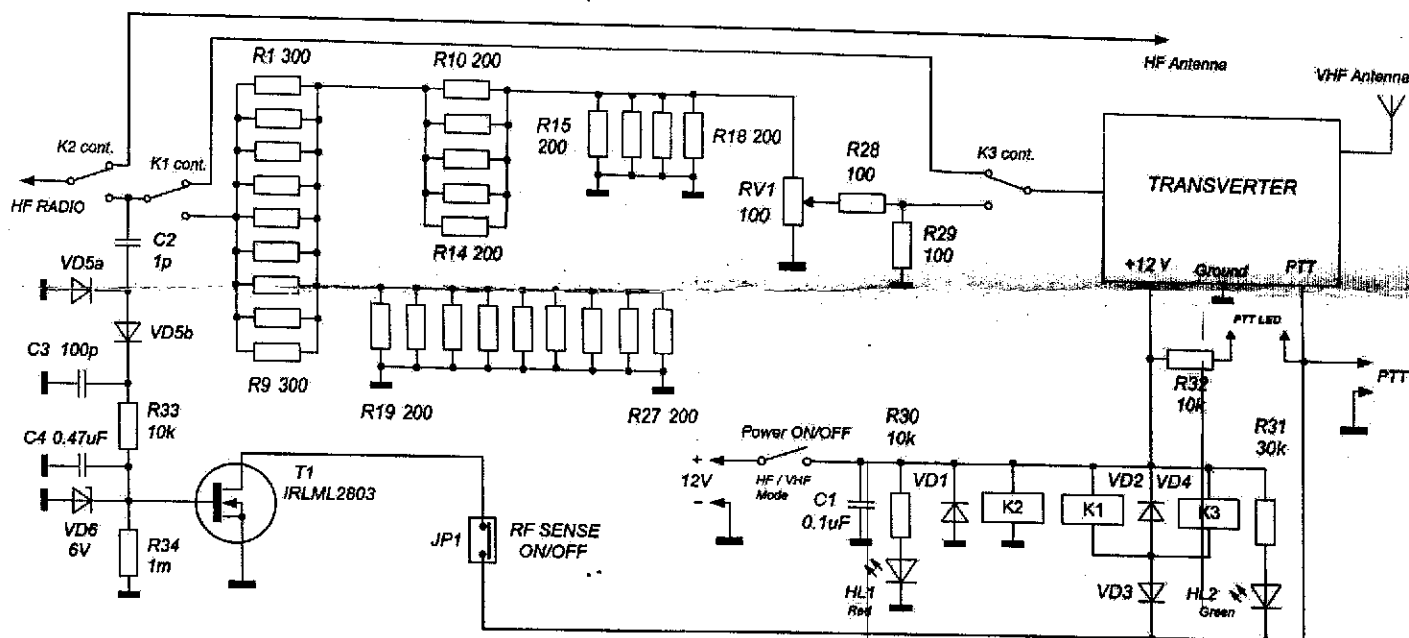 HF Antenna
VHF Antenna
R1 300
R10 200
R15
200
R18 200
K2 cont.
K1 cont.
HF RADIO
R28
100
K3 cont.
TRANSVERTER
RV1
100
C2
1p
R14 200
R29
100
+12 V
Ground
PTT
VD5a
VD5b
PTT LED
C3 100p
R9 300
R32
10k
PTT
R33
10k
R19 200
R27 200
R30
10k
R31
30k
C4 0,47uF
Power ON/OFF
T1
IRLML2803
+
12V
-
HF / VHF
Mode
C1
0.1uF
VD1
K2
K1
VD2
VD4
K3
VD6
6V
R34
1m
JP1
RF SENSE
ON/OFF
HL1
Red
VD3
HL2
Green